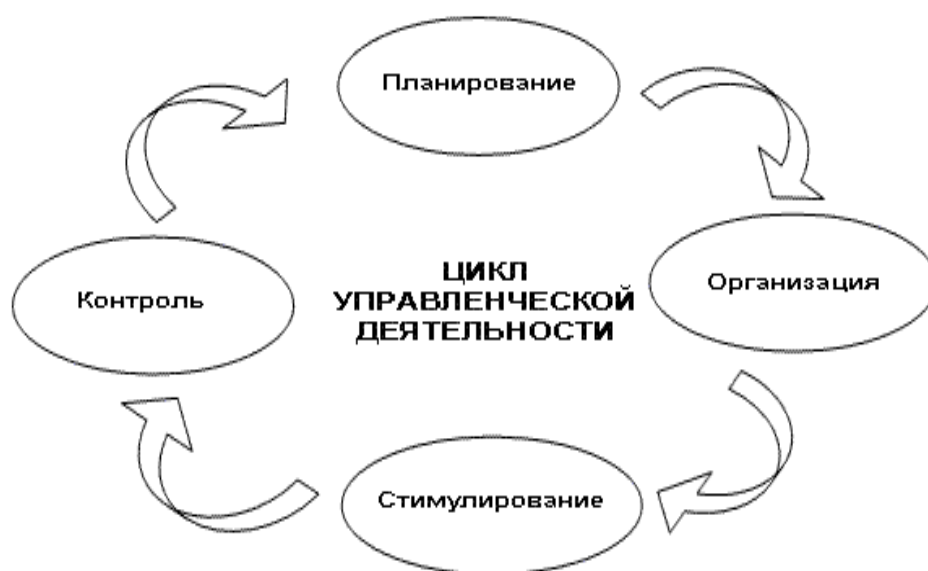 Планирование
Организация
ЦИКЛ
УПРАВЛЕНЧЕСКОЙ
ДЕЯТЕЛЬНОСТИ
Контроль
Стимулирование